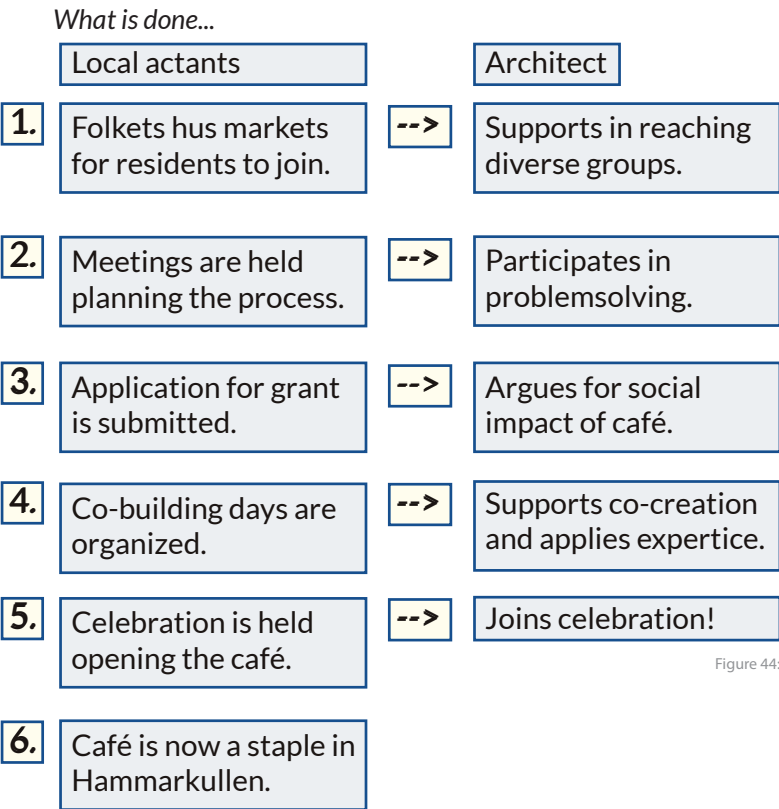 What is done...
Local actants
Architect
1.
Folkets hus markets
for residents to join.
-->
Supports in reaching
diverse groups.
2.
Meetings are held
planning the process.
-->
Participates in
problemsolving.
3.
Application for grant
is submitted.
-->
Argues for social
impact of café.
4.
Co-building days are
organized.
-->
Supports co-creation
and applies expertice.
5.
Celebration is held
opening the café.
-->
Joins celebration!
Figure 44:
6.
Café is now a staple in
Hammarkullen.